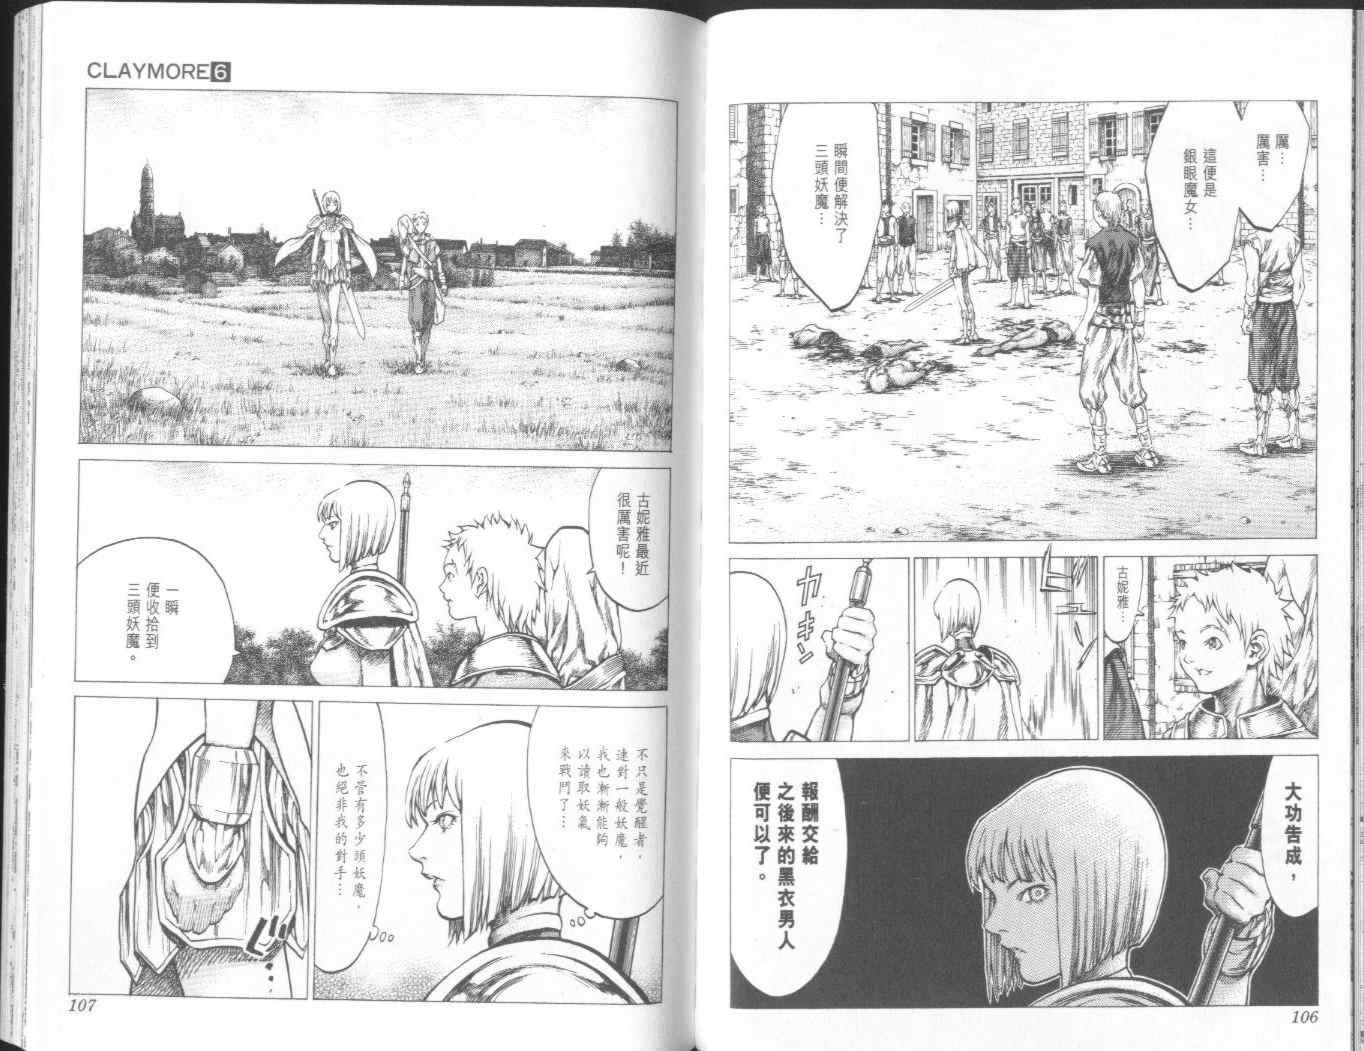 CLAYMORE 6
厲…
厲害…
這便是
銀眼魔女…
瞬間便解決了
三頭妖魔…
古妮雅…
カキン
大功告成，
報酬交給
之後來的黑衣男人
便可以了。
106
古妮雅最近
很厲害呢！
一瞬
便收拾到
三頭妖魔。
不只是覺醒者，
連對一般妖魔，
我也漸漸能夠
以讀取妖氣
來戰鬥了…
不管有多少頭妖魔，
也絕非我的對手…
107